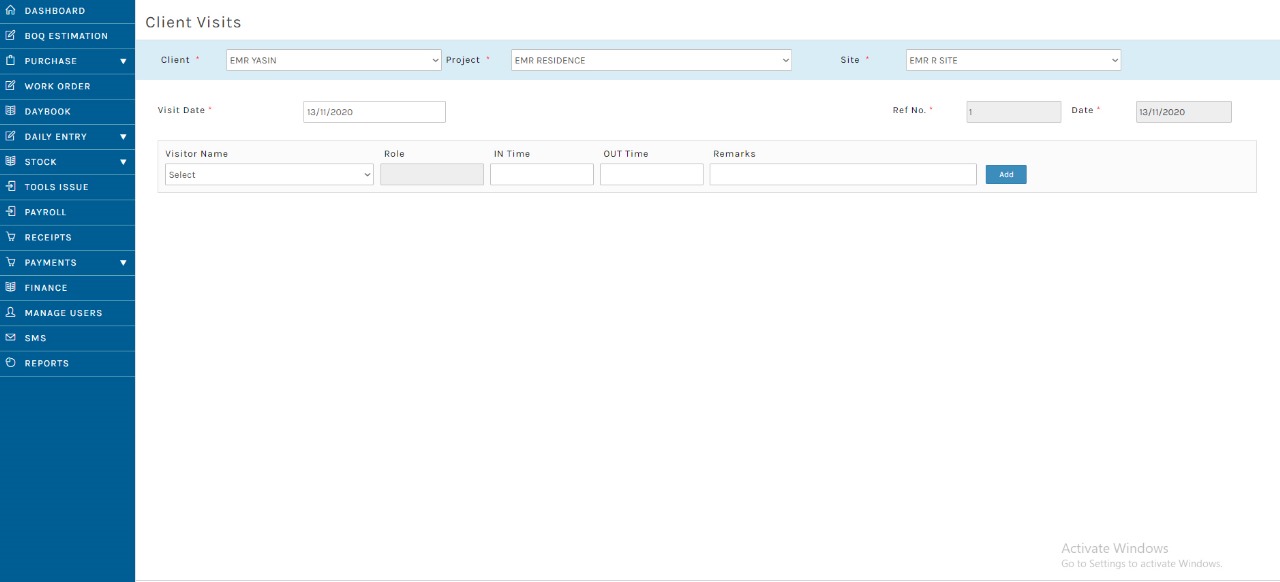 DASHBOARD
BOQ ESTIMATION
PURCHASE
WORK ORDER
DAYBOOK
DAILY ENTRY
STOCK
TOOLS ISSUE
PAYROLL
RECEIPTS
PAYMENTS
FINANCE
MANAGE USERS
SMS
REPORTS
Client Visits
Client * EMR YASIN Project * EMR RESIDENCE Site * EMR R SITE
Visit Date * 13/11/2020 Ref No. * 1 Date * 13/11/2020
Visitor Name Role IN Time OUT Time Remarks
Select Add
Activate Windows
Go to Settings to activate Windows.